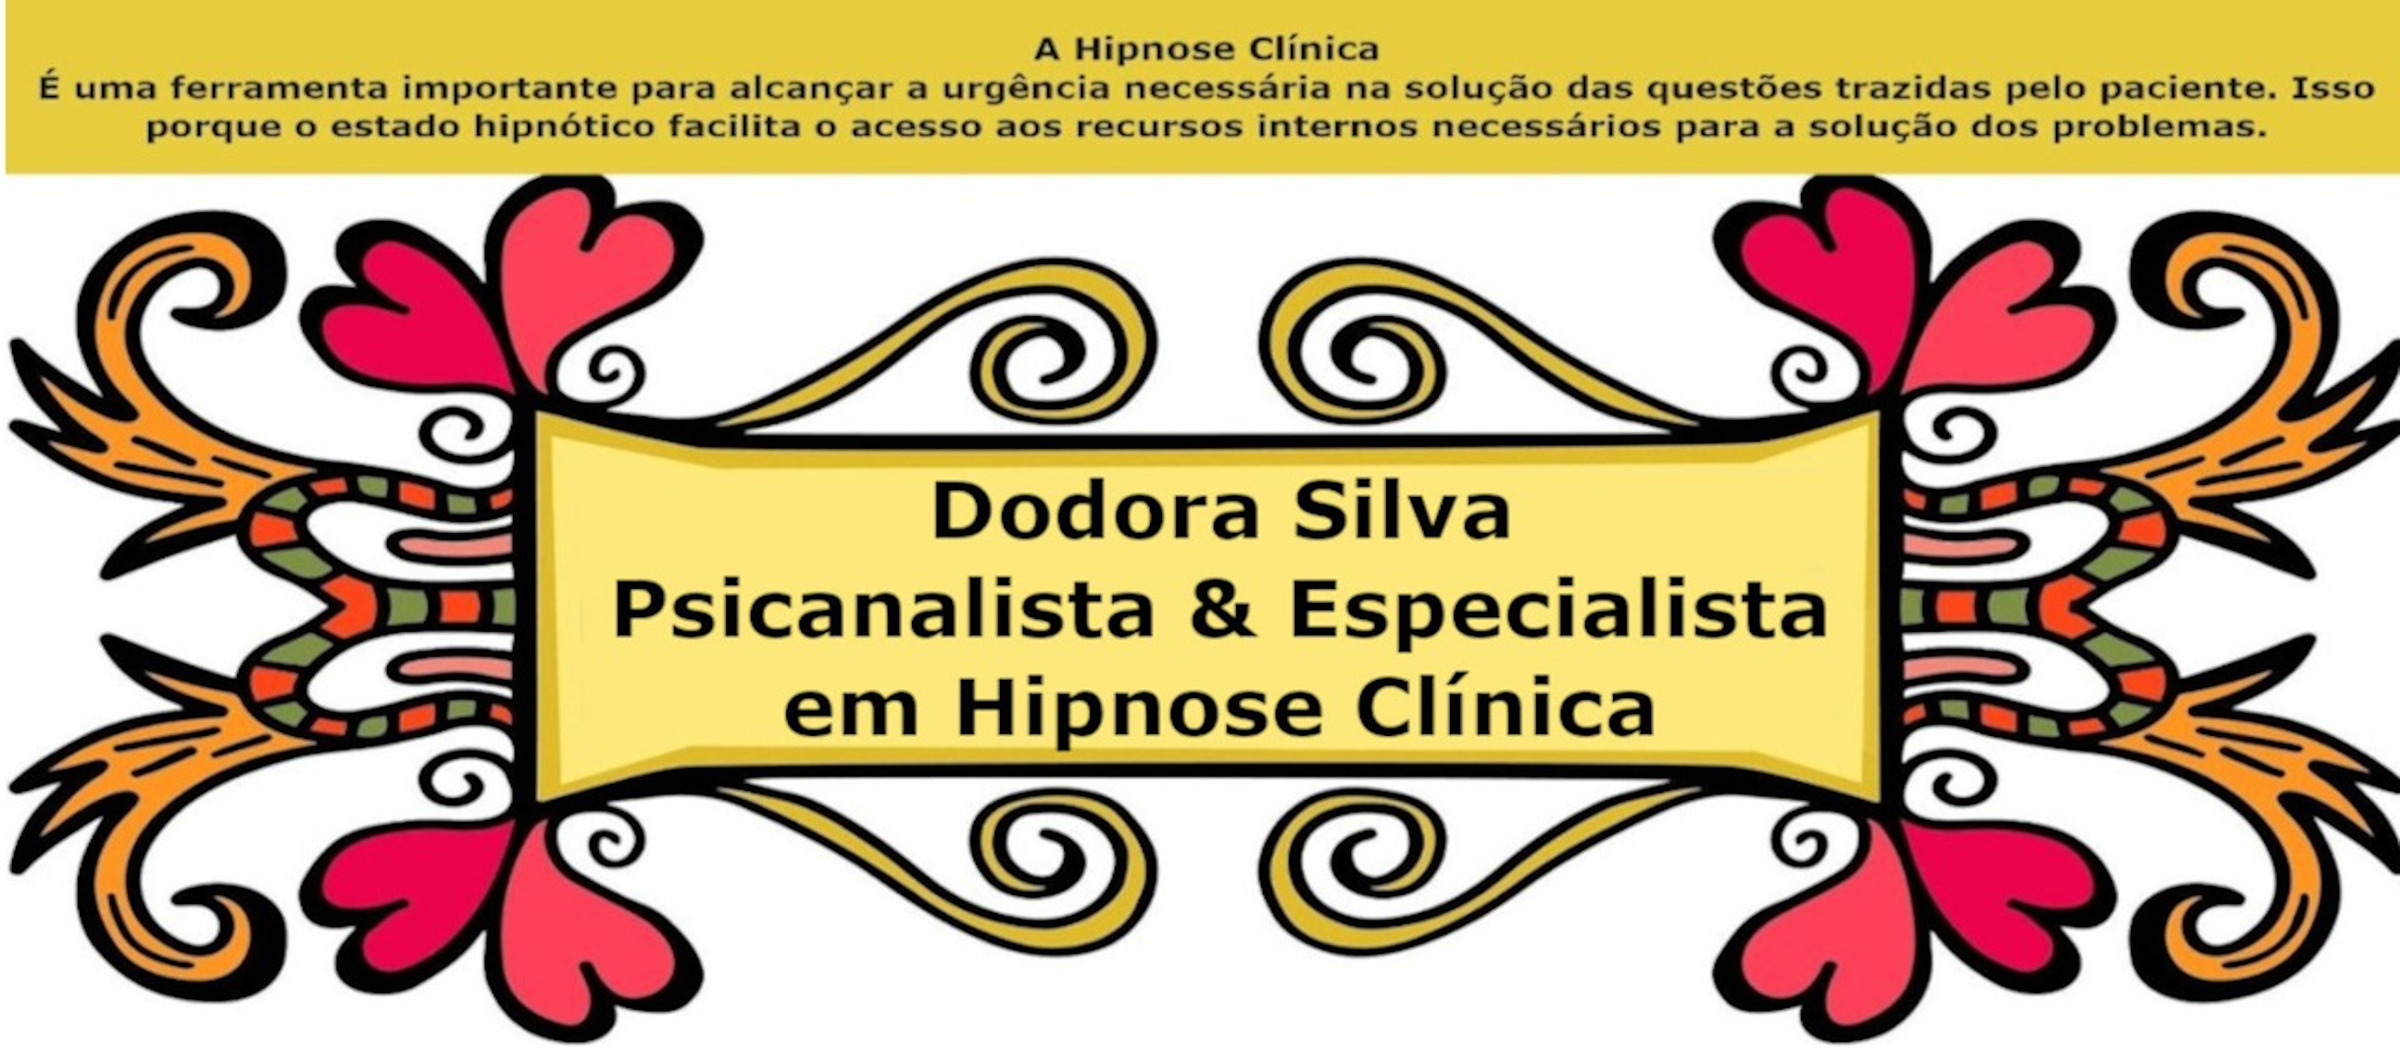 A Hipnose Clínica
É uma ferramenta importante para alcançar a urgência necessária na solução das questões trazidas pelo paciente. Isso
porque o estado hipnótico facilita o acesso aos recursos internos necessários para a solução dos problemas.
Dodora Silva
Psicanalista & Especialista
em Hipnose Clínica